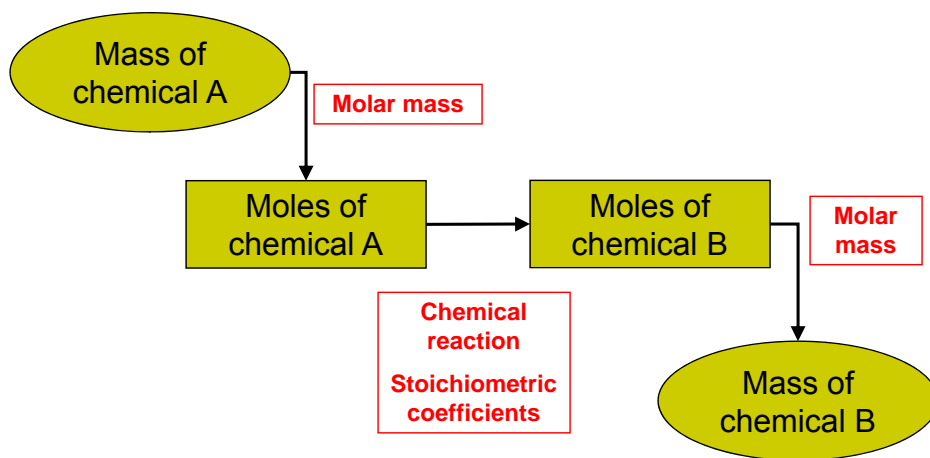 Mass of
chemical A
Molar mass
Moles of
chemical A
Moles of
chemical B
Molar
mass
Chemical
reaction
Stoichiometric
coefficients
Mass of
chemical B